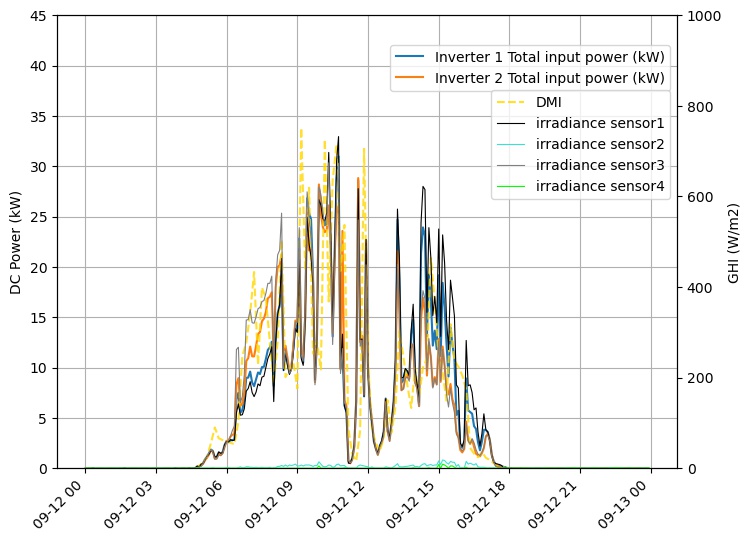 45
40
35
30
25
20
15
10
5
0
DC Power (kW)
1000
800
600
400
200
0
GHI (W/m2)
Inverter 1 Total input power (kW)
Inverter 2 Total input power (kW)
DMI
irradiance sensor1
irradiance sensor2
irradiance sensor3
irradiance sensor4
09-12 00
09-12 03
09-12 06
09-12 09
09-12 12
09-12 15
09-12 18
09-12 21
09-13 00